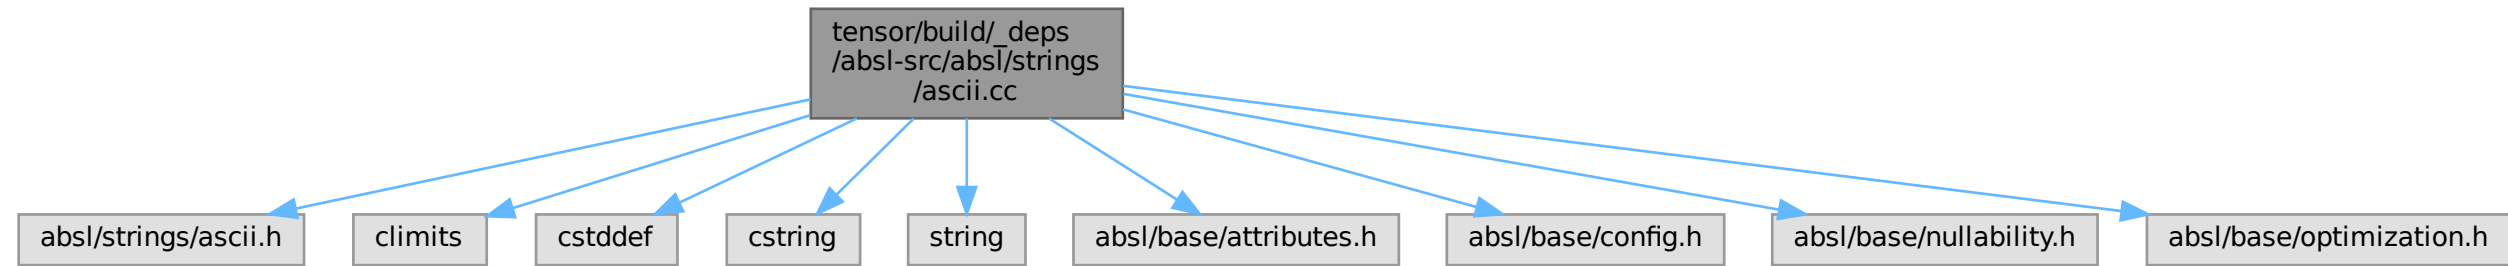 tensor/build/_deps
/absl-src/absl/strings
/ascii.cc
absl/strings/ascii.h
climits
cstddef
cstring
string
absl/base/attributes.h
absl/base/config.h
absl/base/nullability.h
absl/base/optimization.h